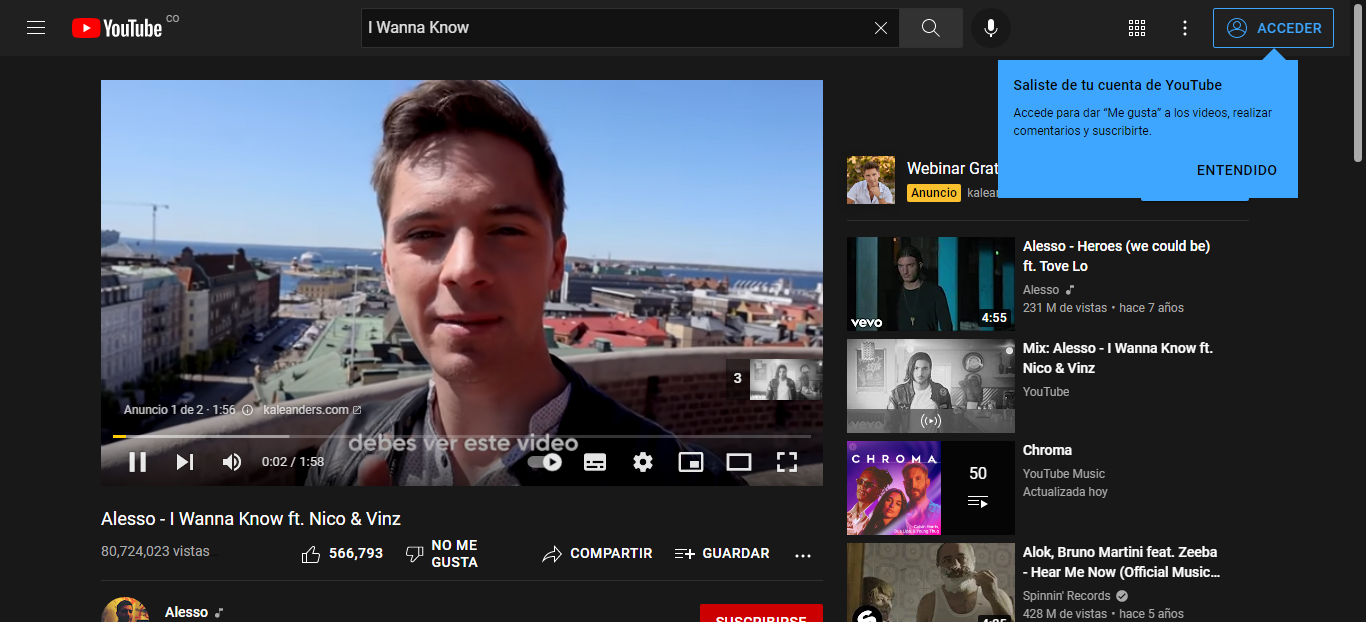 YouTube CO
I Wanna Know
ACCEDER
Saliste de tu cuenta de YouTube
Accede para dar “Me gusta” a los videos, realizar
comentarios y suscribirte.
ENTENDIDO
Anuncio 1 de 2 · 1:56
kaleanders.com
3
debes ver este video
0:02 / 1:58
Alesso - I Wanna Know ft. Nico & Vinz
80,724,023 vistas
566,793
NO ME
GUSTA
COMPARTIR
GUARDAR
Alesso
SUSCRIBIRSE
Webinar Grat
Anuncio
kalean
Alesso - Heroes (we could be)
ft. Tove Lo
Alesso
231 M de vistas • hace 7 años
vevo
4:55
Mix: Alesso - I Wanna Know ft.
Nico & Vinz
YouTube
vevo
CHROMA
50
Chroma
YouTube Music
Actualizada hoy
Alok, Bruno Martini feat. Zeeba
- Hear Me Now (Official Music...
Spinnin' Records
428 M de vistas • hace 5 años